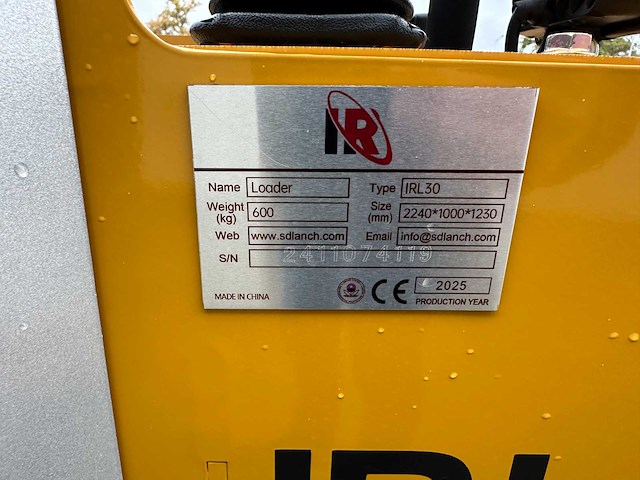 IR
Name Loader Type IRL30
Weight (kg) 600 Size (mm) 2240*1000*1230
Web www.sdlanch.com Email info@sdlanch.com
S/N 2411074119
MADE IN CHINA CE 2025
PRODUCTION YEAR
IRL